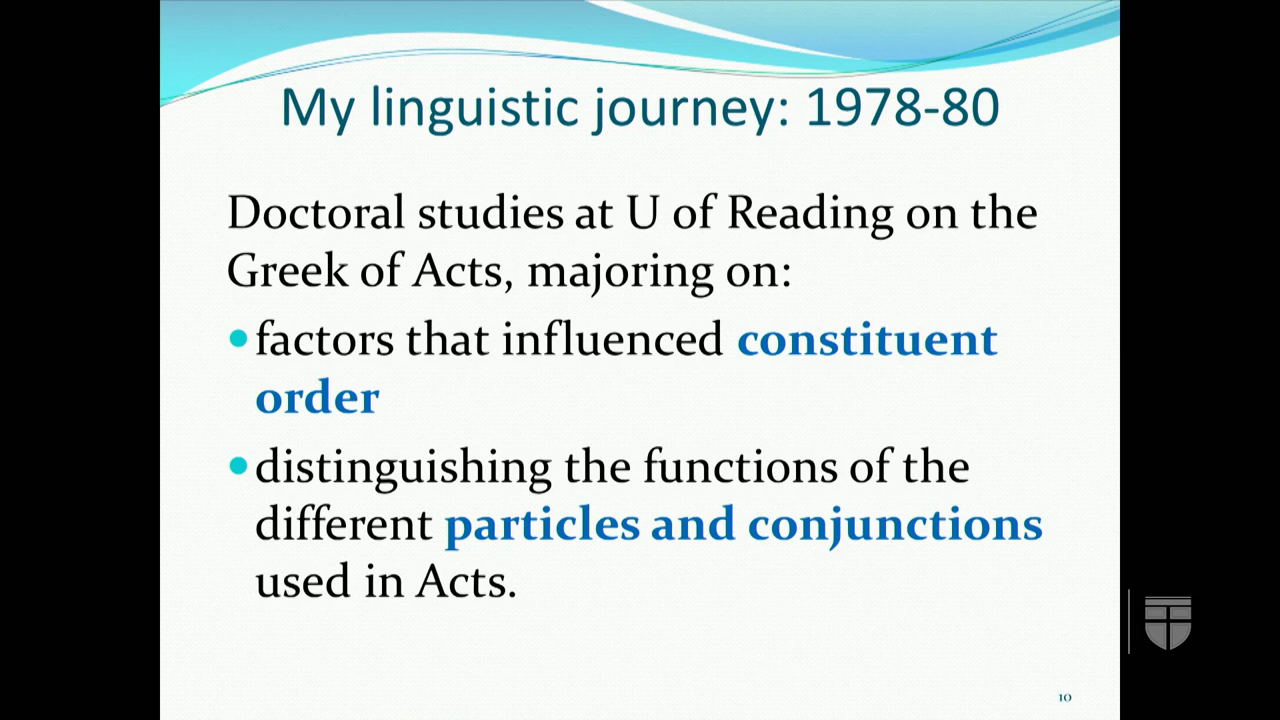 My linguistic journey: 1978-80
Doctoral studies at U of Reading on the
Greek of Acts, majoring on:
•factors that influenced constituent
order
•distinguishing the functions of the
different particles and conjunctions
used in Acts.
10